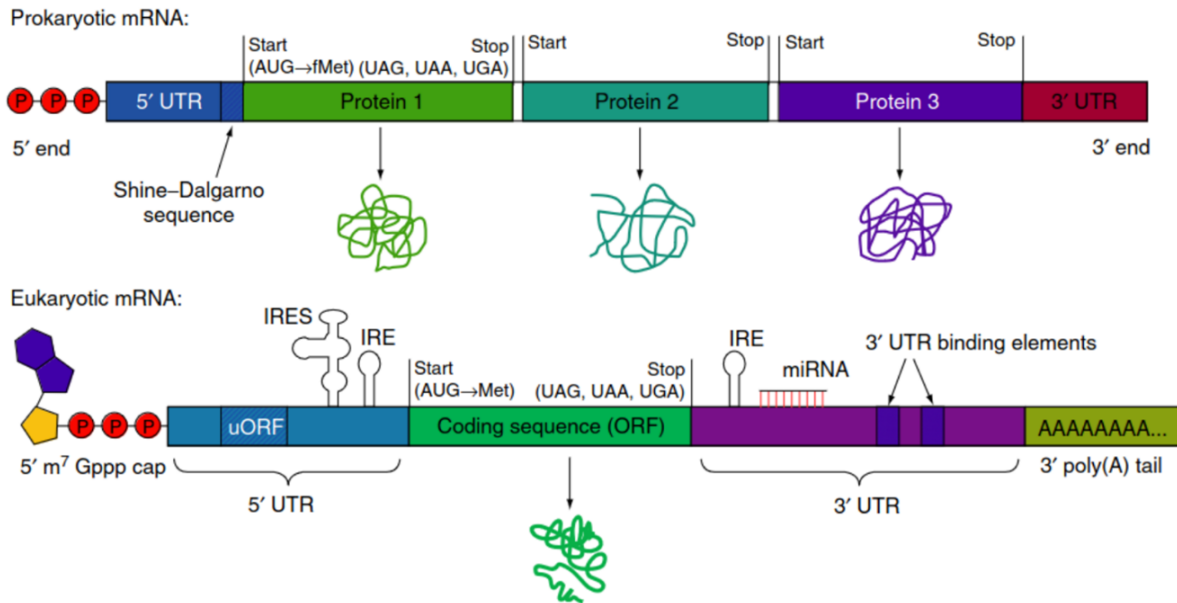 Prokaryotic mRNA:
Start
Stop
Start
Stop
Start
Stop
(AUG→fMet) (UAG, UAA, UGA)
P P P
5′ UTR
Protein 1
Protein 2
Protein 3
3′ UTR
5′ end
3′ end
Shine–Dalgarno
sequence
Eukaryotic mRNA:
IRES
IRE
IRE
3′ UTR binding elements
miRNA
Start
Stop
(AUG→Met)
(UAG, UAA, UGA)
P P P
uORF
Coding sequence (ORF)
AAAAAAAA...
5′ m⁷ Gppp cap
3′ poly(A) tail
5′ UTR
3′ UTR